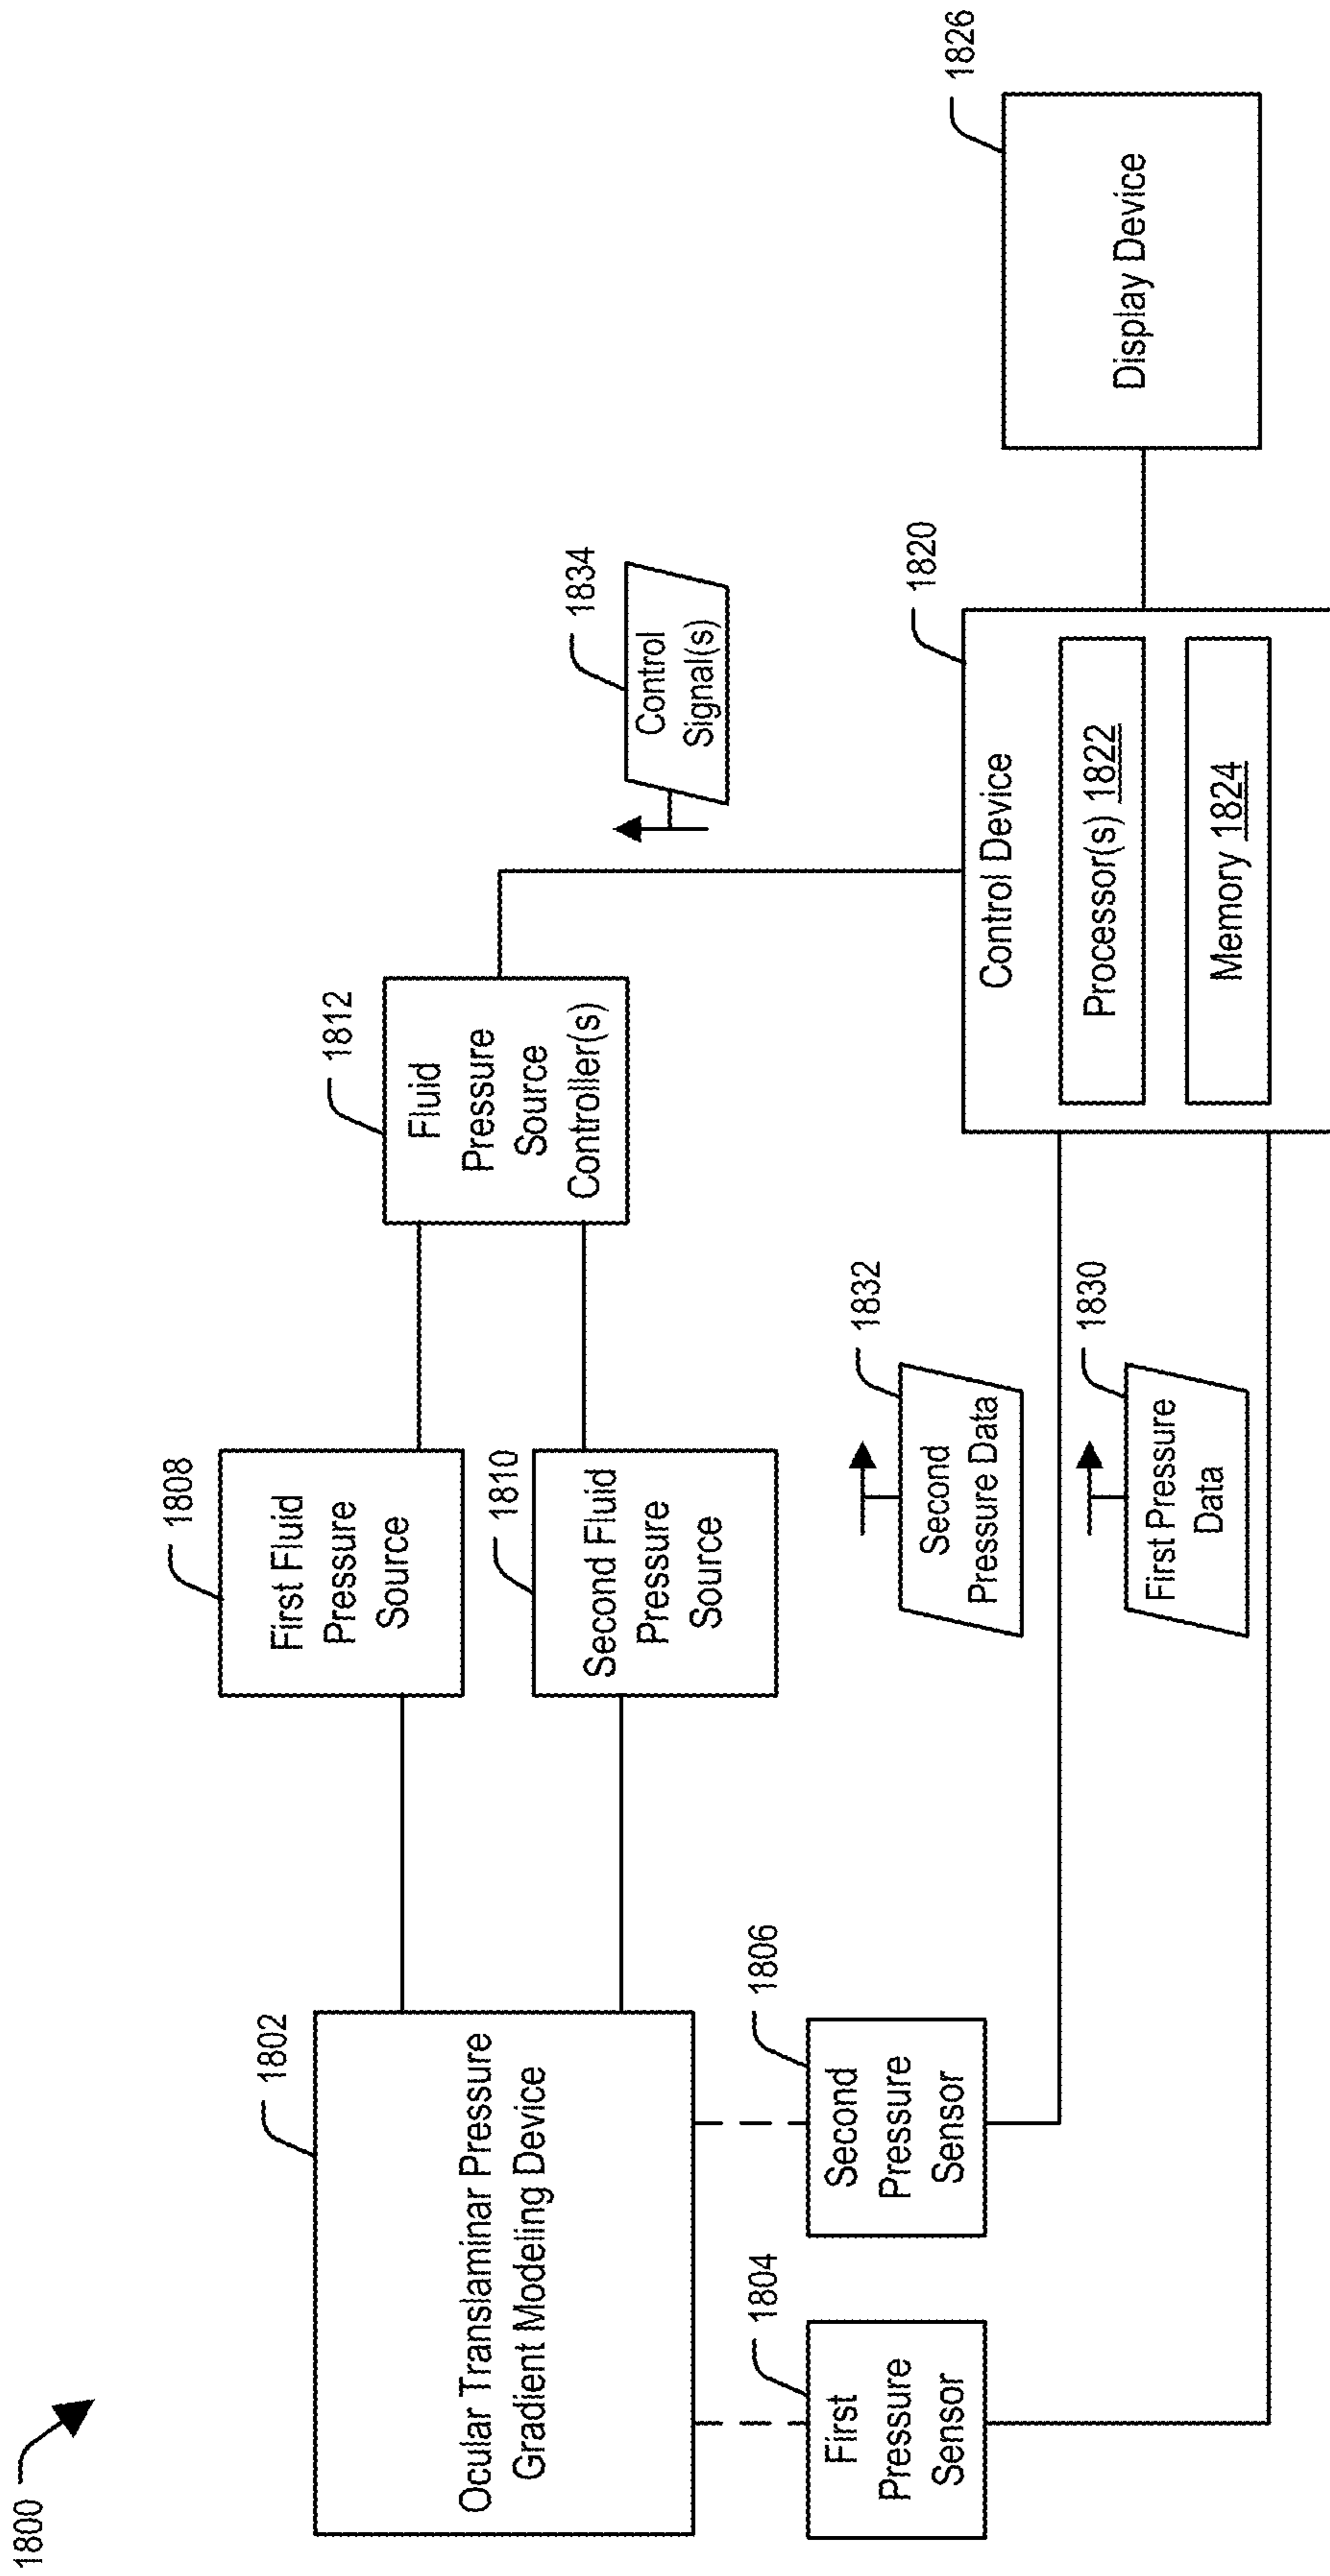 1800
1802
Ocular Translaminar Pressure
Gradient Modeling Device
1808
First Fluid
Pressure
Source
1810
Second Fluid
Pressure
Source
1812
Fluid
Pressure
Source
Controller(s)
1834
Control
Signal(s)
1804
First
Pressure
Sensor
1806
Second
Pressure
Sensor
1832
Second
Pressure Data
1830
First Pressure
Data
1820
Control Device
Processor(s) 1822
Memory 1824
1826
Display Device